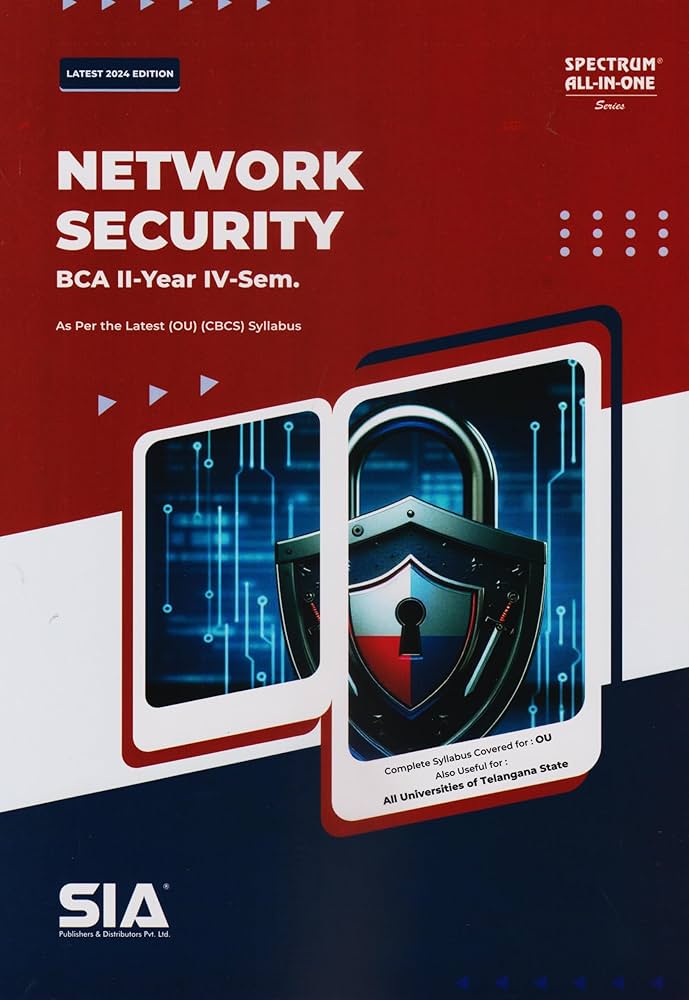 LATEST 2024 EDITION
SPECTRUM®
ALL-IN-ONE
Series
NETWORK
SECURITY
BCA II-Year IV-Sem.
As Per the Latest (OU) (CBCS) Syllabus
Complete Syllabus Covered for : OU
Also Useful for :
All Universities of Telangana State
SIA®
Publishers & Distributors Pvt. Ltd.